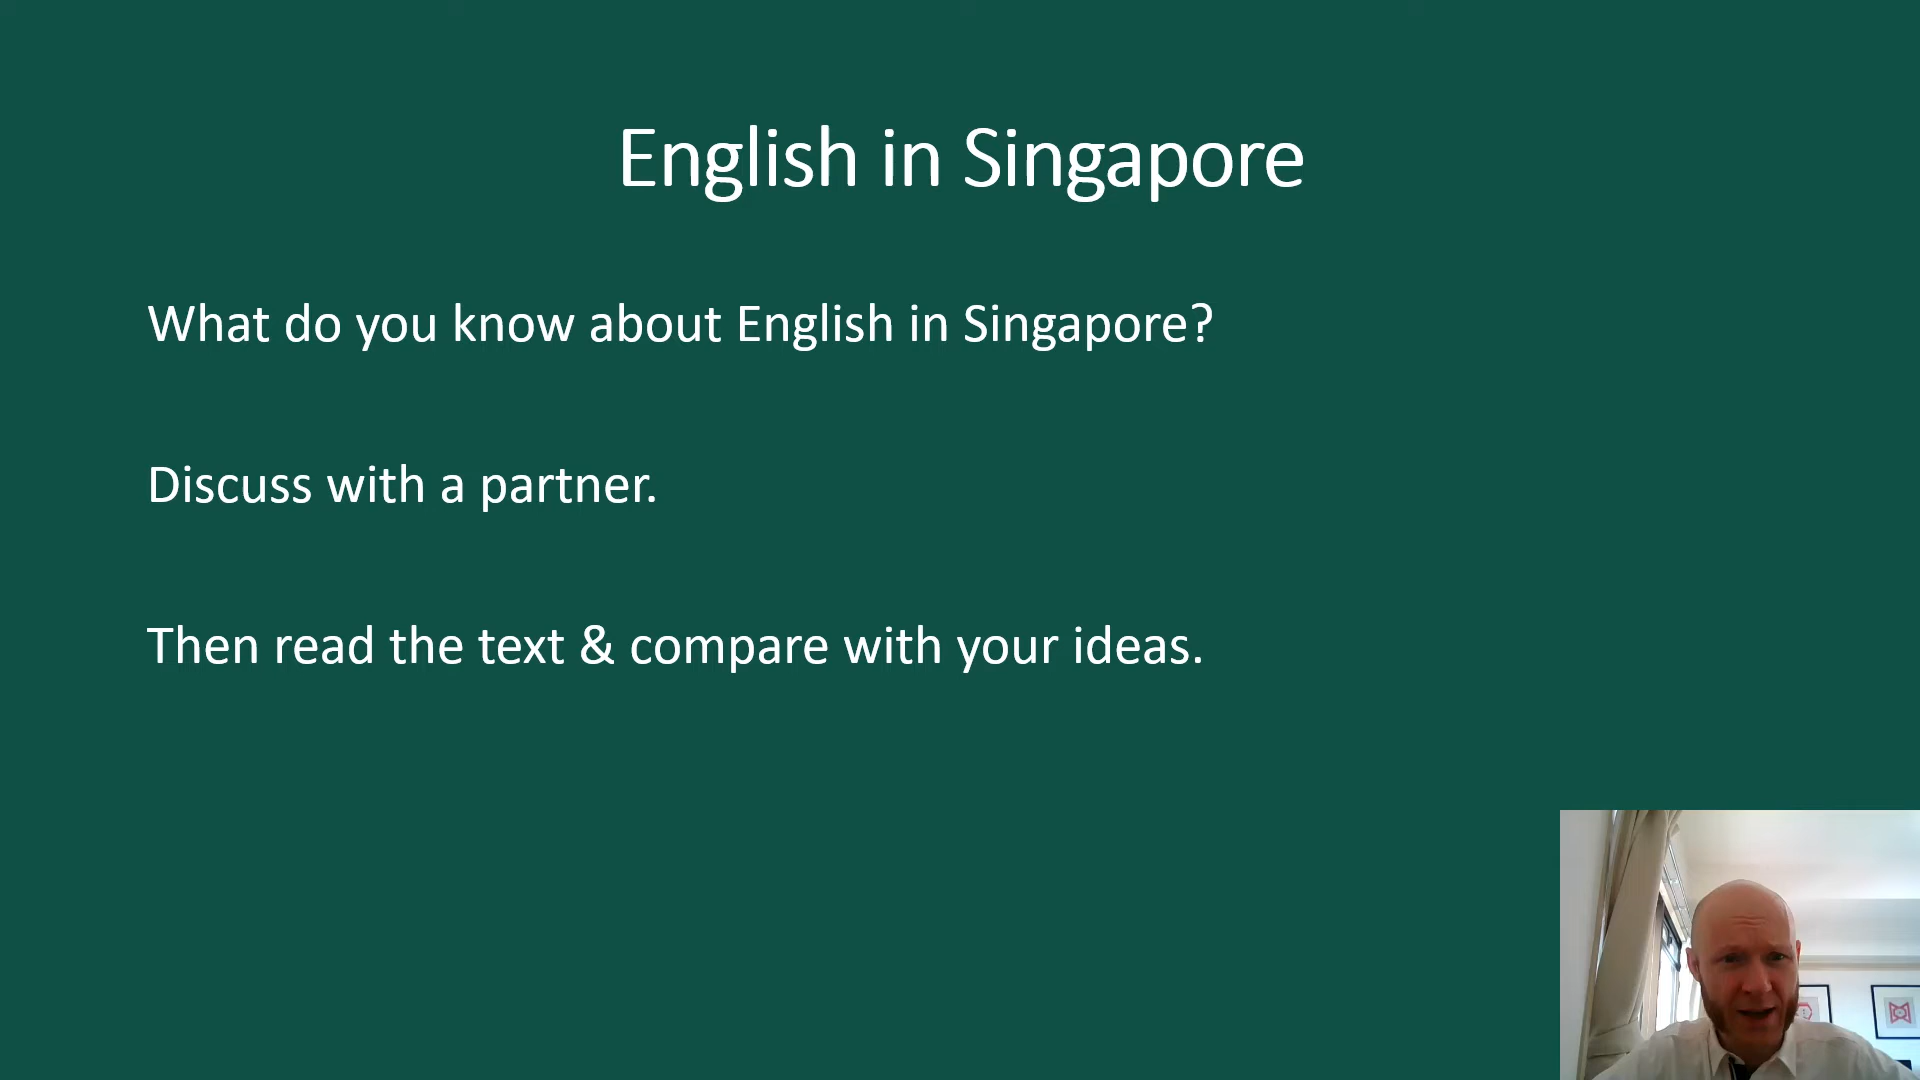 English in Singapore
What do you know about English in Singapore?
Discuss with a partner.
Then read the text & compare with your ideas.